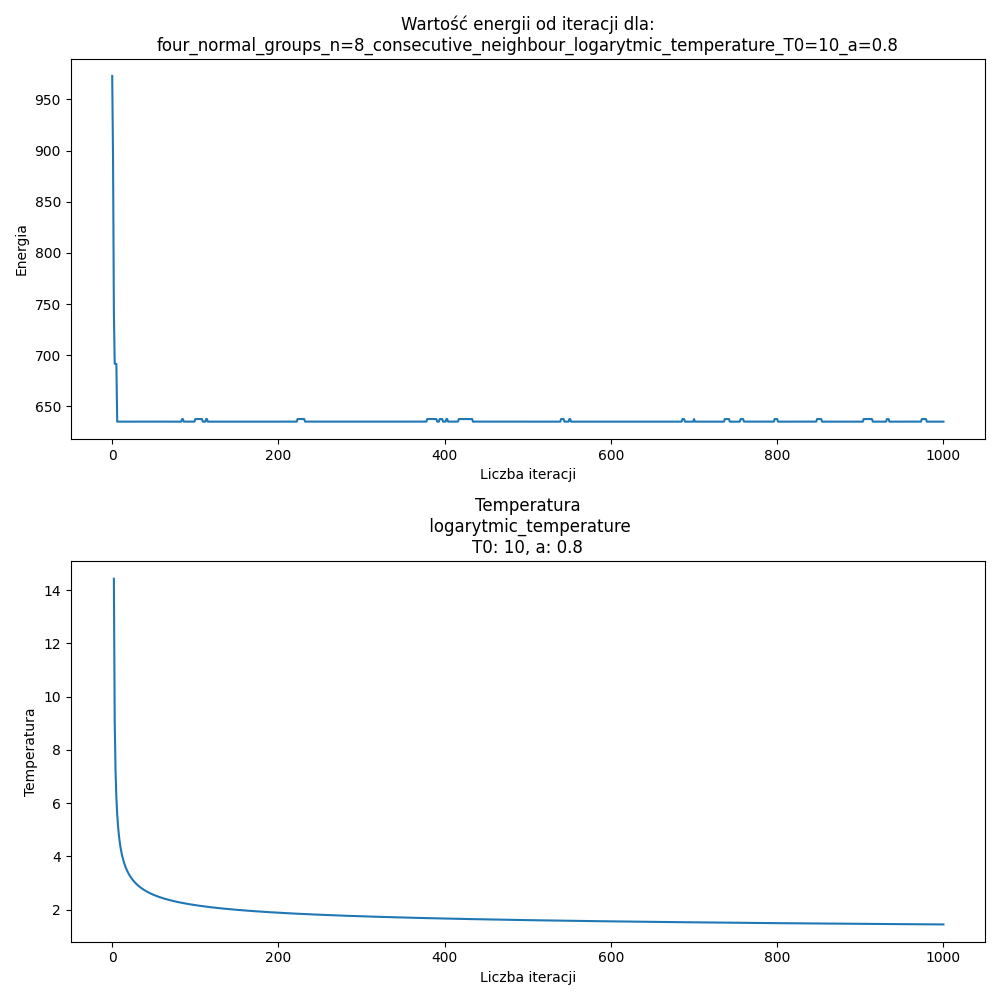 Wartość energii od iteracji dla:
four_normal_groups_n=8_consecutive_neighbour_logarytmic_temperature_T0=10_a=0.8
950
900
850
800
750
700
650
Energia
0 200 400 600 800 1000
Liczba iteracji
Temperatura
logarytmic_temperature
T0: 10, a: 0.8
14
12
10
8
6
4
2
Temperatura
0 200 400 600 800 1000
Liczba iteracji